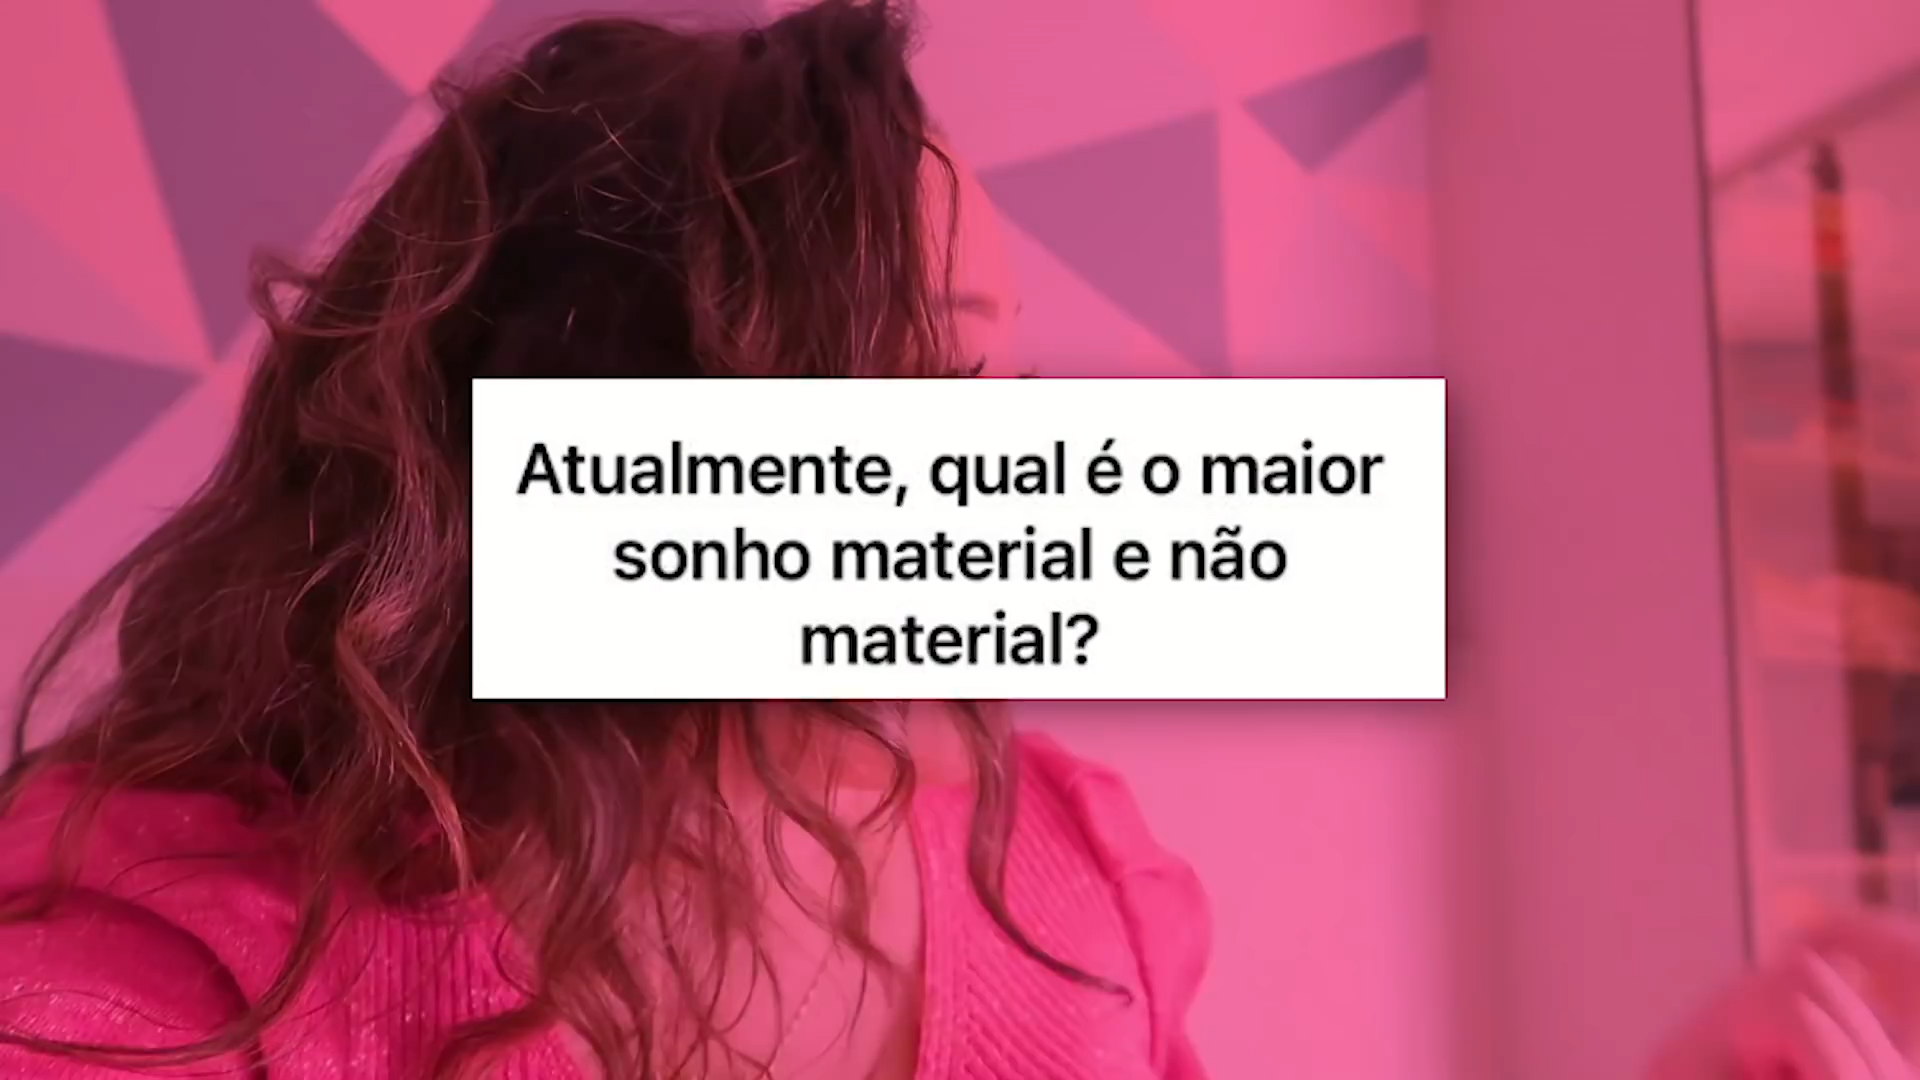 Atualmente, qual é o maior
sonho material e não
material?